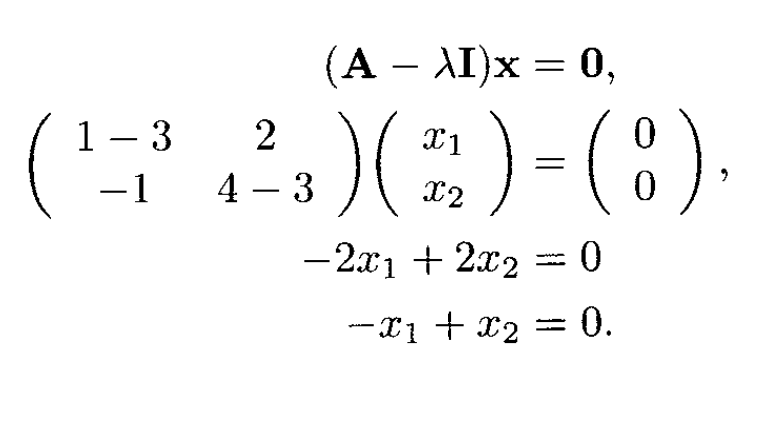 (A − λI)x = 0,
( 1 − 3 2 ) ( x₁ ) = ( 0 )
( −1 4 − 3 ) ( x₂ ) = ( 0 ) ,
−2x₁ + 2x₂ = 0
−x₁ + x₂ = 0.